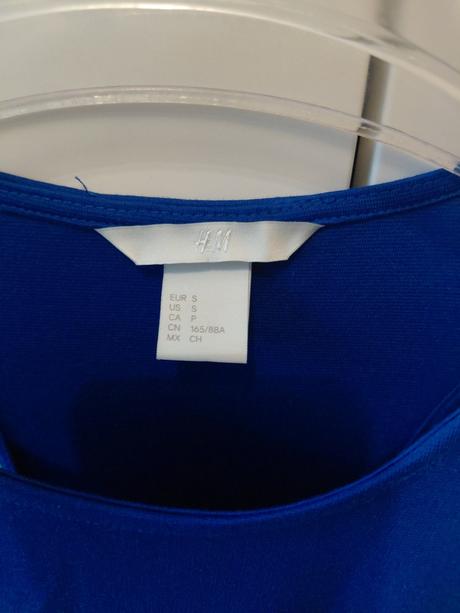 H&M
EUR S
US S
CA P
CN 165/88A
MX CH